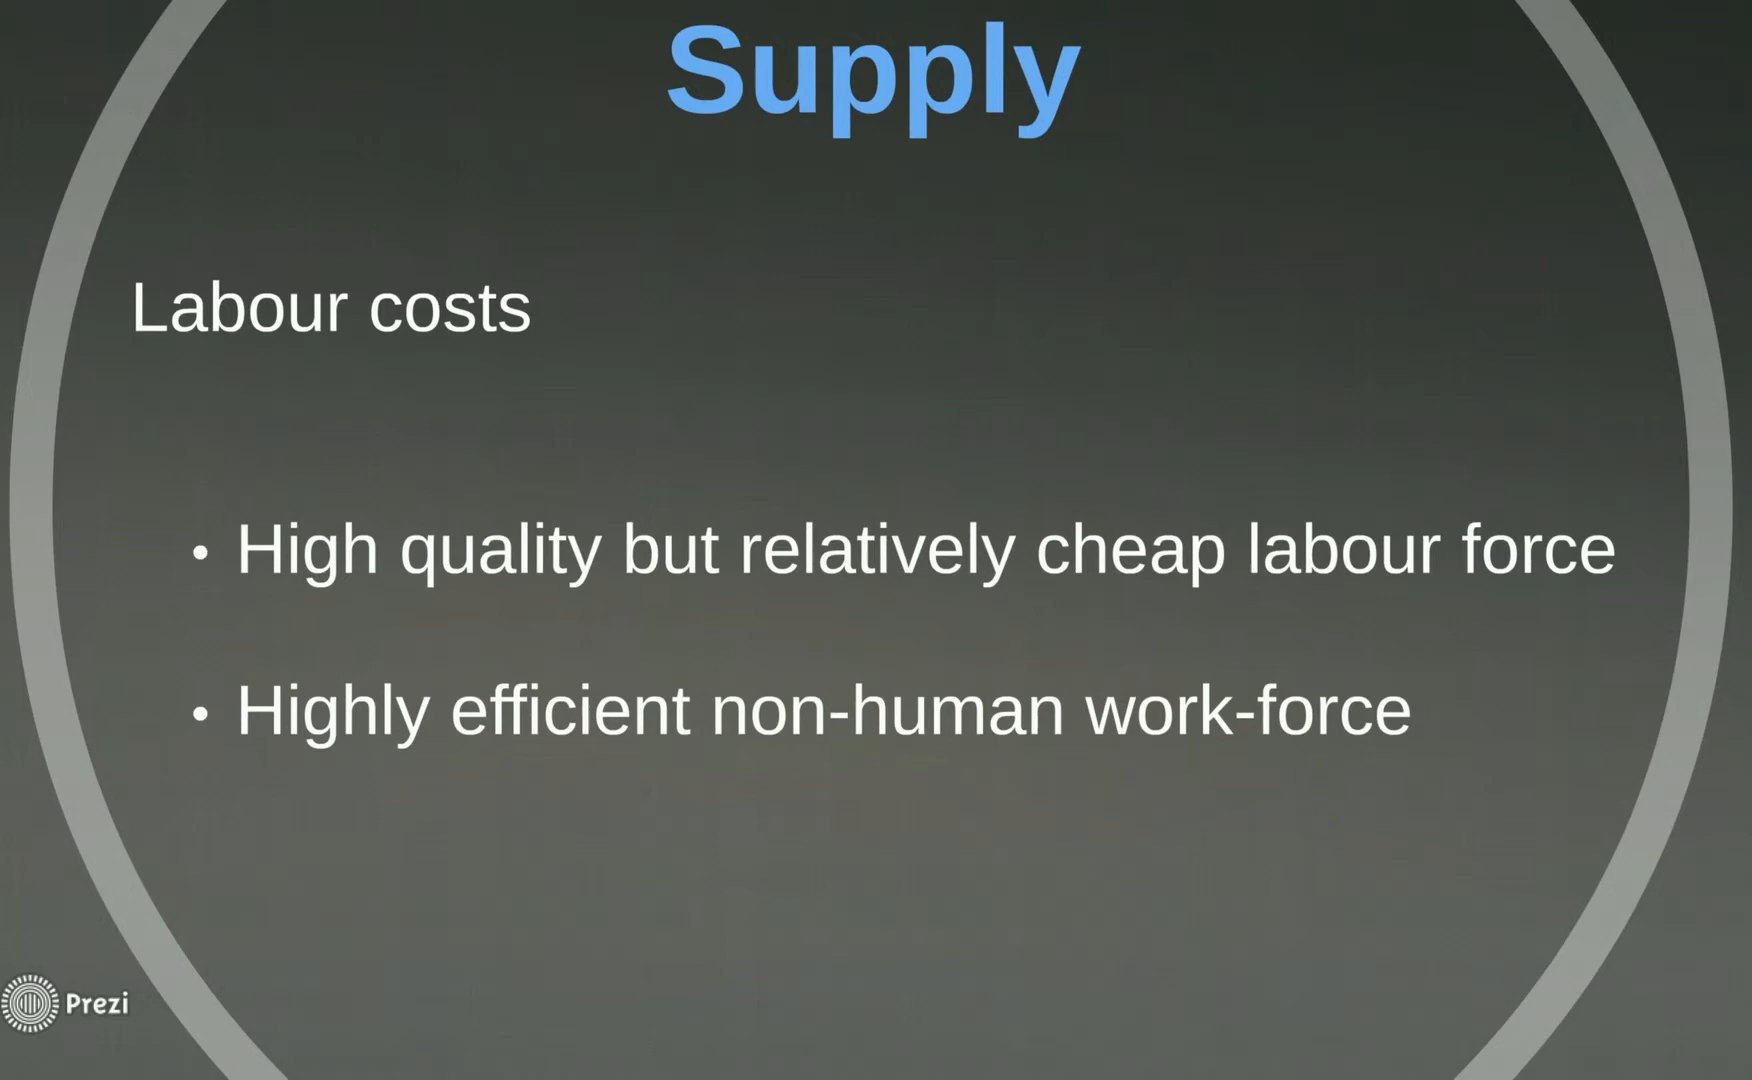 Supply
Labour costs
• High quality but relatively cheap labour force
• Highly efficient non-human work-force
Prezi